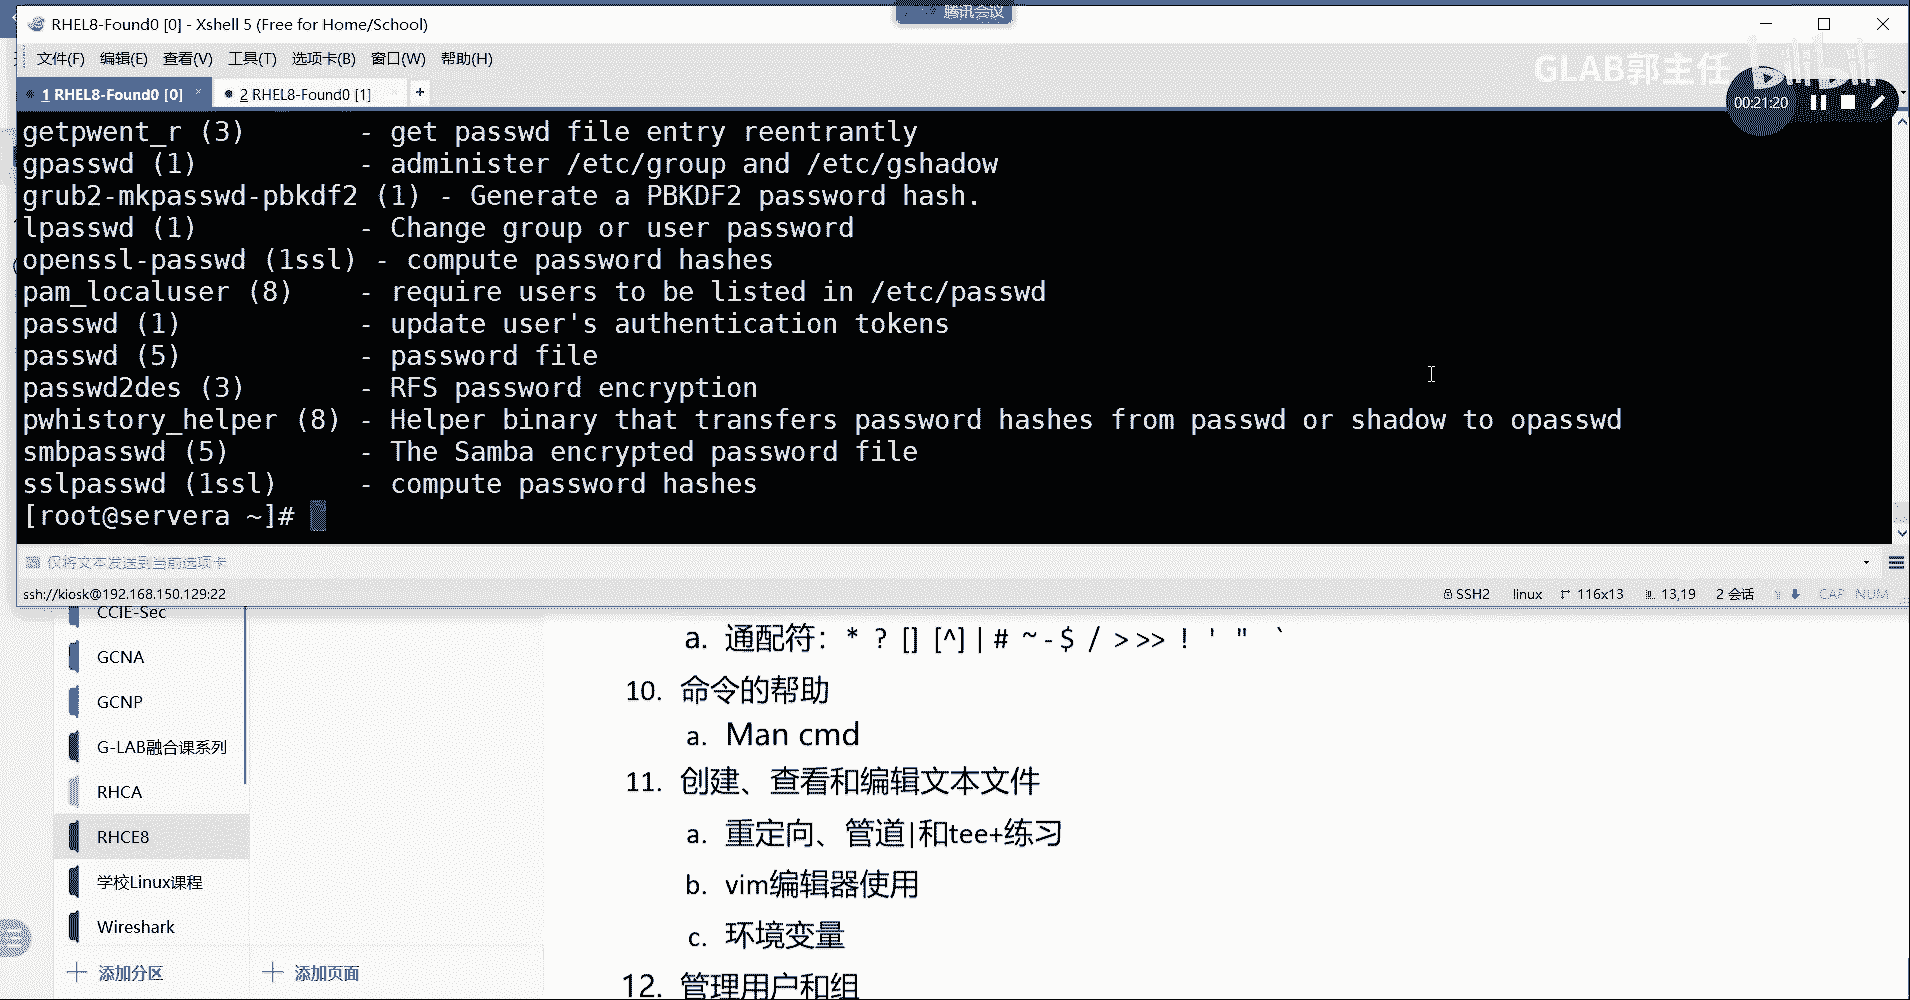 腾讯会议
RHEL8-Found0 [0] - Xshell 5 (Free for Home/School)
文件(F) 编辑(E) 查看(V) 工具(T) 选项卡(B) 窗口(W) 帮助(H)
GLAB郭主任 bilibili
1 RHEL8-Found0 [0] × 2 RHEL8-Found0 [1] +
00:21:20
getpwent_r (3) - get passwd file entry reentrantly
gpasswd (1) - administer /etc/group and /etc/gshadow
grub2-mkpasswd-pbkdf2 (1) - Generate a PBKDF2 password hash.
lpasswd (1) - Change group or user password
openssl-passwd (1ssl) - compute password hashes
pam_localuser (8) - require users to be listed in /etc/passwd
passwd (1) - update user's authentication tokens
passwd (5) - password file
passwd2des (3) - RFS password encryption
pwhistory_helper (8) - Helper binary that transfers password hashes from passwd or shadow to opasswd
smbpasswd (5) - The Samba encrypted password file
sslpasswd (1ssl) - compute password hashes
[root@servera ~]#
仅将文本发送到当前选项卡
ssh://kiosk@192.168.150.129:22 SSH2 linux 116x13 13,19 2 会话 CAP NUM
CCIE-Sec
GCNA
GCNP
G-LAB融合课系列
RHCA
RHCE8
学校Linux课程
Wireshark
添加分区
添加页面
a. 通配符： * ? [] [^] | # ~ - $ / > >> ! ' " `
10. 命令的帮助
a. Man cmd
11. 创建、查看和编辑文本文件
a. 重定向、管道|和tee+练习
b. vim编辑器使用
c. 环境变量
12. 管理用户和组